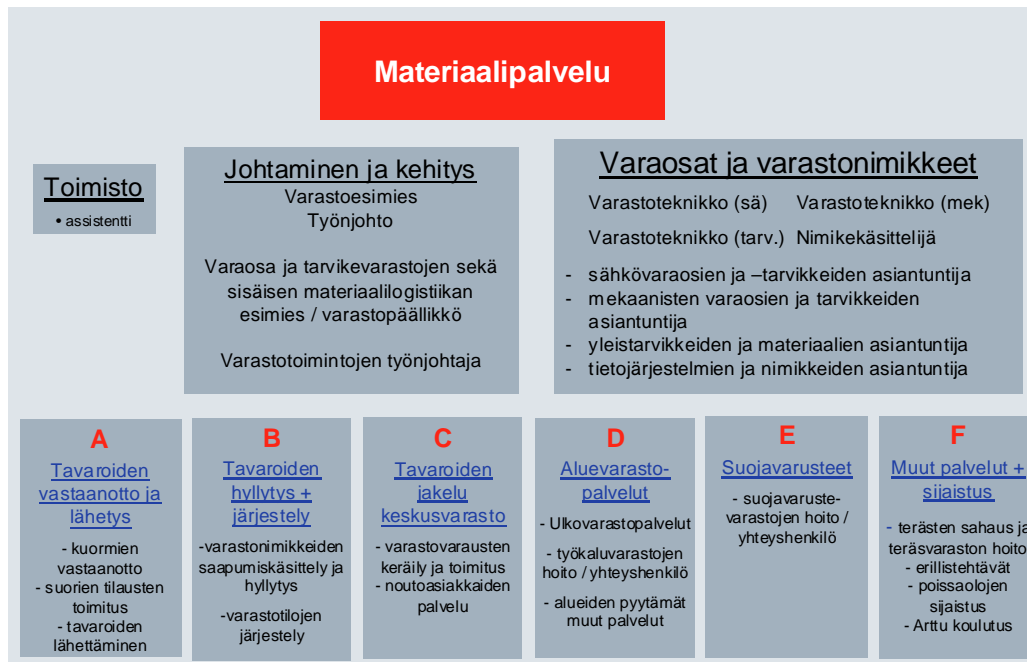 Materiaalipalvelu
Toimisto
• assistentti
Johtaminen ja kehitys
Varastoesimies
Työnjohto
Varaosa ja tarvikevarastojen sekä
sisäisen materiaalilogistiikan
esimies / varastopäällikkö
Varastotoimintojen työnjohtaja
Varaosat ja varastonimikkeet
Varastoteknikko (sä) Varastoteknikko (mek)
Varastoteknikko (tarv.) Nimikekäsittelijä
- sähkövaraosien ja –tarvikkeiden asiantuntija
- mekaanisten varaosien ja tarvikkeiden
asiantuntija
- yleistarvikkeiden ja materiaalien asiantuntija
- tietojärjestelmien ja nimikkeiden asiantuntija
A
Tavaroiden
vastaanotto ja
lähetys
- kuormien
vastaanotto
- suorien tilausten
toimitus
- tavaroiden
lähettäminen
B
Tavaroiden
hyllytys +
järjestely
-varastonimikkeiden
saapumiskäsittely ja
hyllytys
-varastotilojen
järjestely
C
Tavaroiden
jakelu
keskusvarasto
- varastovarausten
keräily ja toimitus
- noutoasiakkaiden
palvelu
D
Aluevarasto-
palvelut
- Ulkovarastopalvelut
- työkaluvarastojen
hoito / yhteyshenkilö
- alueiden pyytämät
muut palvelut
E
Suojavarusteet
- suojavaruste-
varastojen hoito /
yhteyshenkilö
F
Muut palvelut +
sijaistus
- terästen sahaus ja
teräsvaraston hoito
- erillistehtävät
- poissaolojen
sijaistus
- Arttu koulutus